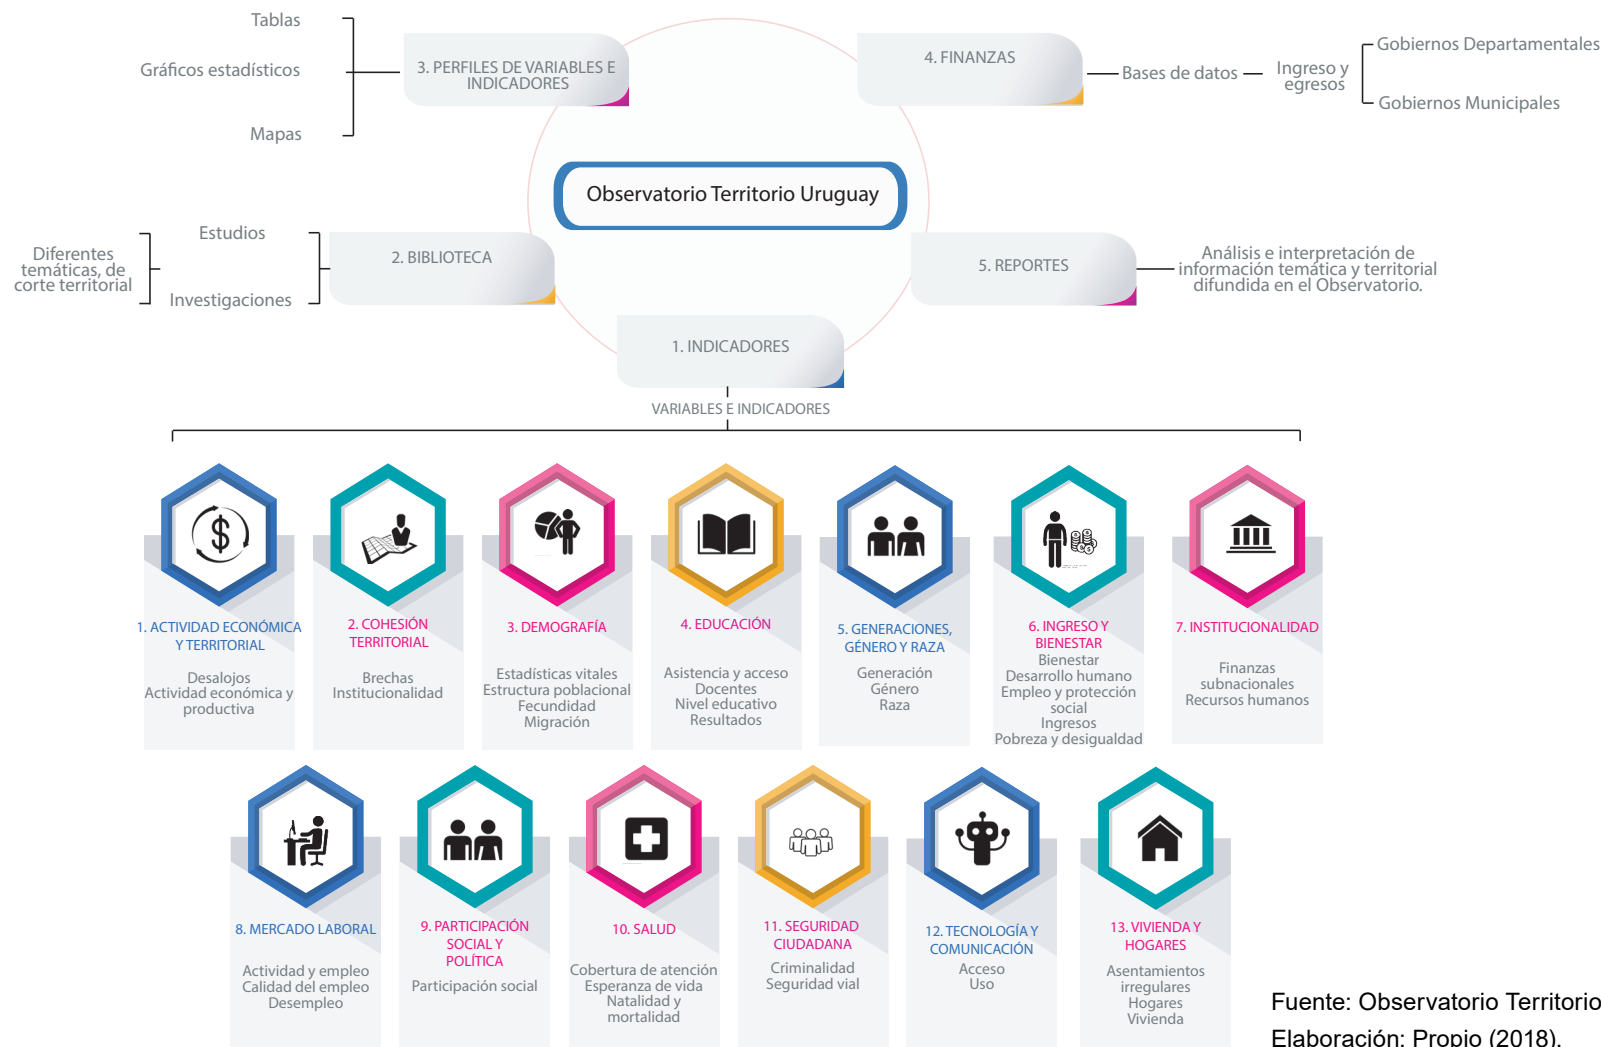 Tablas
Gráficos estadísticos
Mapas
3. PERFILES DE VARIABLES E
INDICADORES
4. FINANZAS
Bases de datos
Ingreso y
egresos
Gobiernos Departamentales
Gobiernos Municipales
Observatorio Territorio Uruguay
Diferentes
temáticas, de
corte territorial
Estudios
Investigaciones
2. BIBLIOTECA
5. REPORTES
Análisis e interpretación de
información temática y territorial
difundida en el Observatorio.
1. INDICADORES
VARIABLES E INDICADORES
1. ACTIVIDAD ECONÓMICA
Y TERRITORIAL
Desalojos
Actividad económica y
productiva
2. COHESIÓN
TERRITORIAL
Brechas
Institucionalidad
3. DEMOGRAFÍA
Estadísticas vitales
Estructura poblacional
Fecundidad
Migración
4. EDUCACIÓN
Asistencia y acceso
Docentes
Nivel educativo
Resultados
5. GENERACIONES,
GÉNERO Y RAZA
Generación
Género
Raza
6. INGRESO Y
BIENESTAR
Bienestar
Desarrollo humano
Empleo y protección
social
Ingresos
Pobreza y desigualdad
7. INSTITUCIONALIDAD
Finanzas
subnacionales
Recursos humanos
8. MERCADO LABORAL
Actividad y empleo
Calidad del empleo
Desempleo
9. PARTICIPACIÓN
SOCIAL Y
POLÍTICA
Participación social
10. SALUD
Cobertura de atención
Esperanza de vida
Natalidad y
mortalidad
11. SEGURIDAD
CIUDADANA
Criminalidad
Seguridad vial
12. TECNOLOGÍA Y
COMUNICACIÓN
Acceso
Uso
13. VIVIENDA Y
HOGARES
Asentamientos
irregulares
Hogares
Vivienda
Fuente: Observatorio Territorio
Elaboración: Propio (2018).